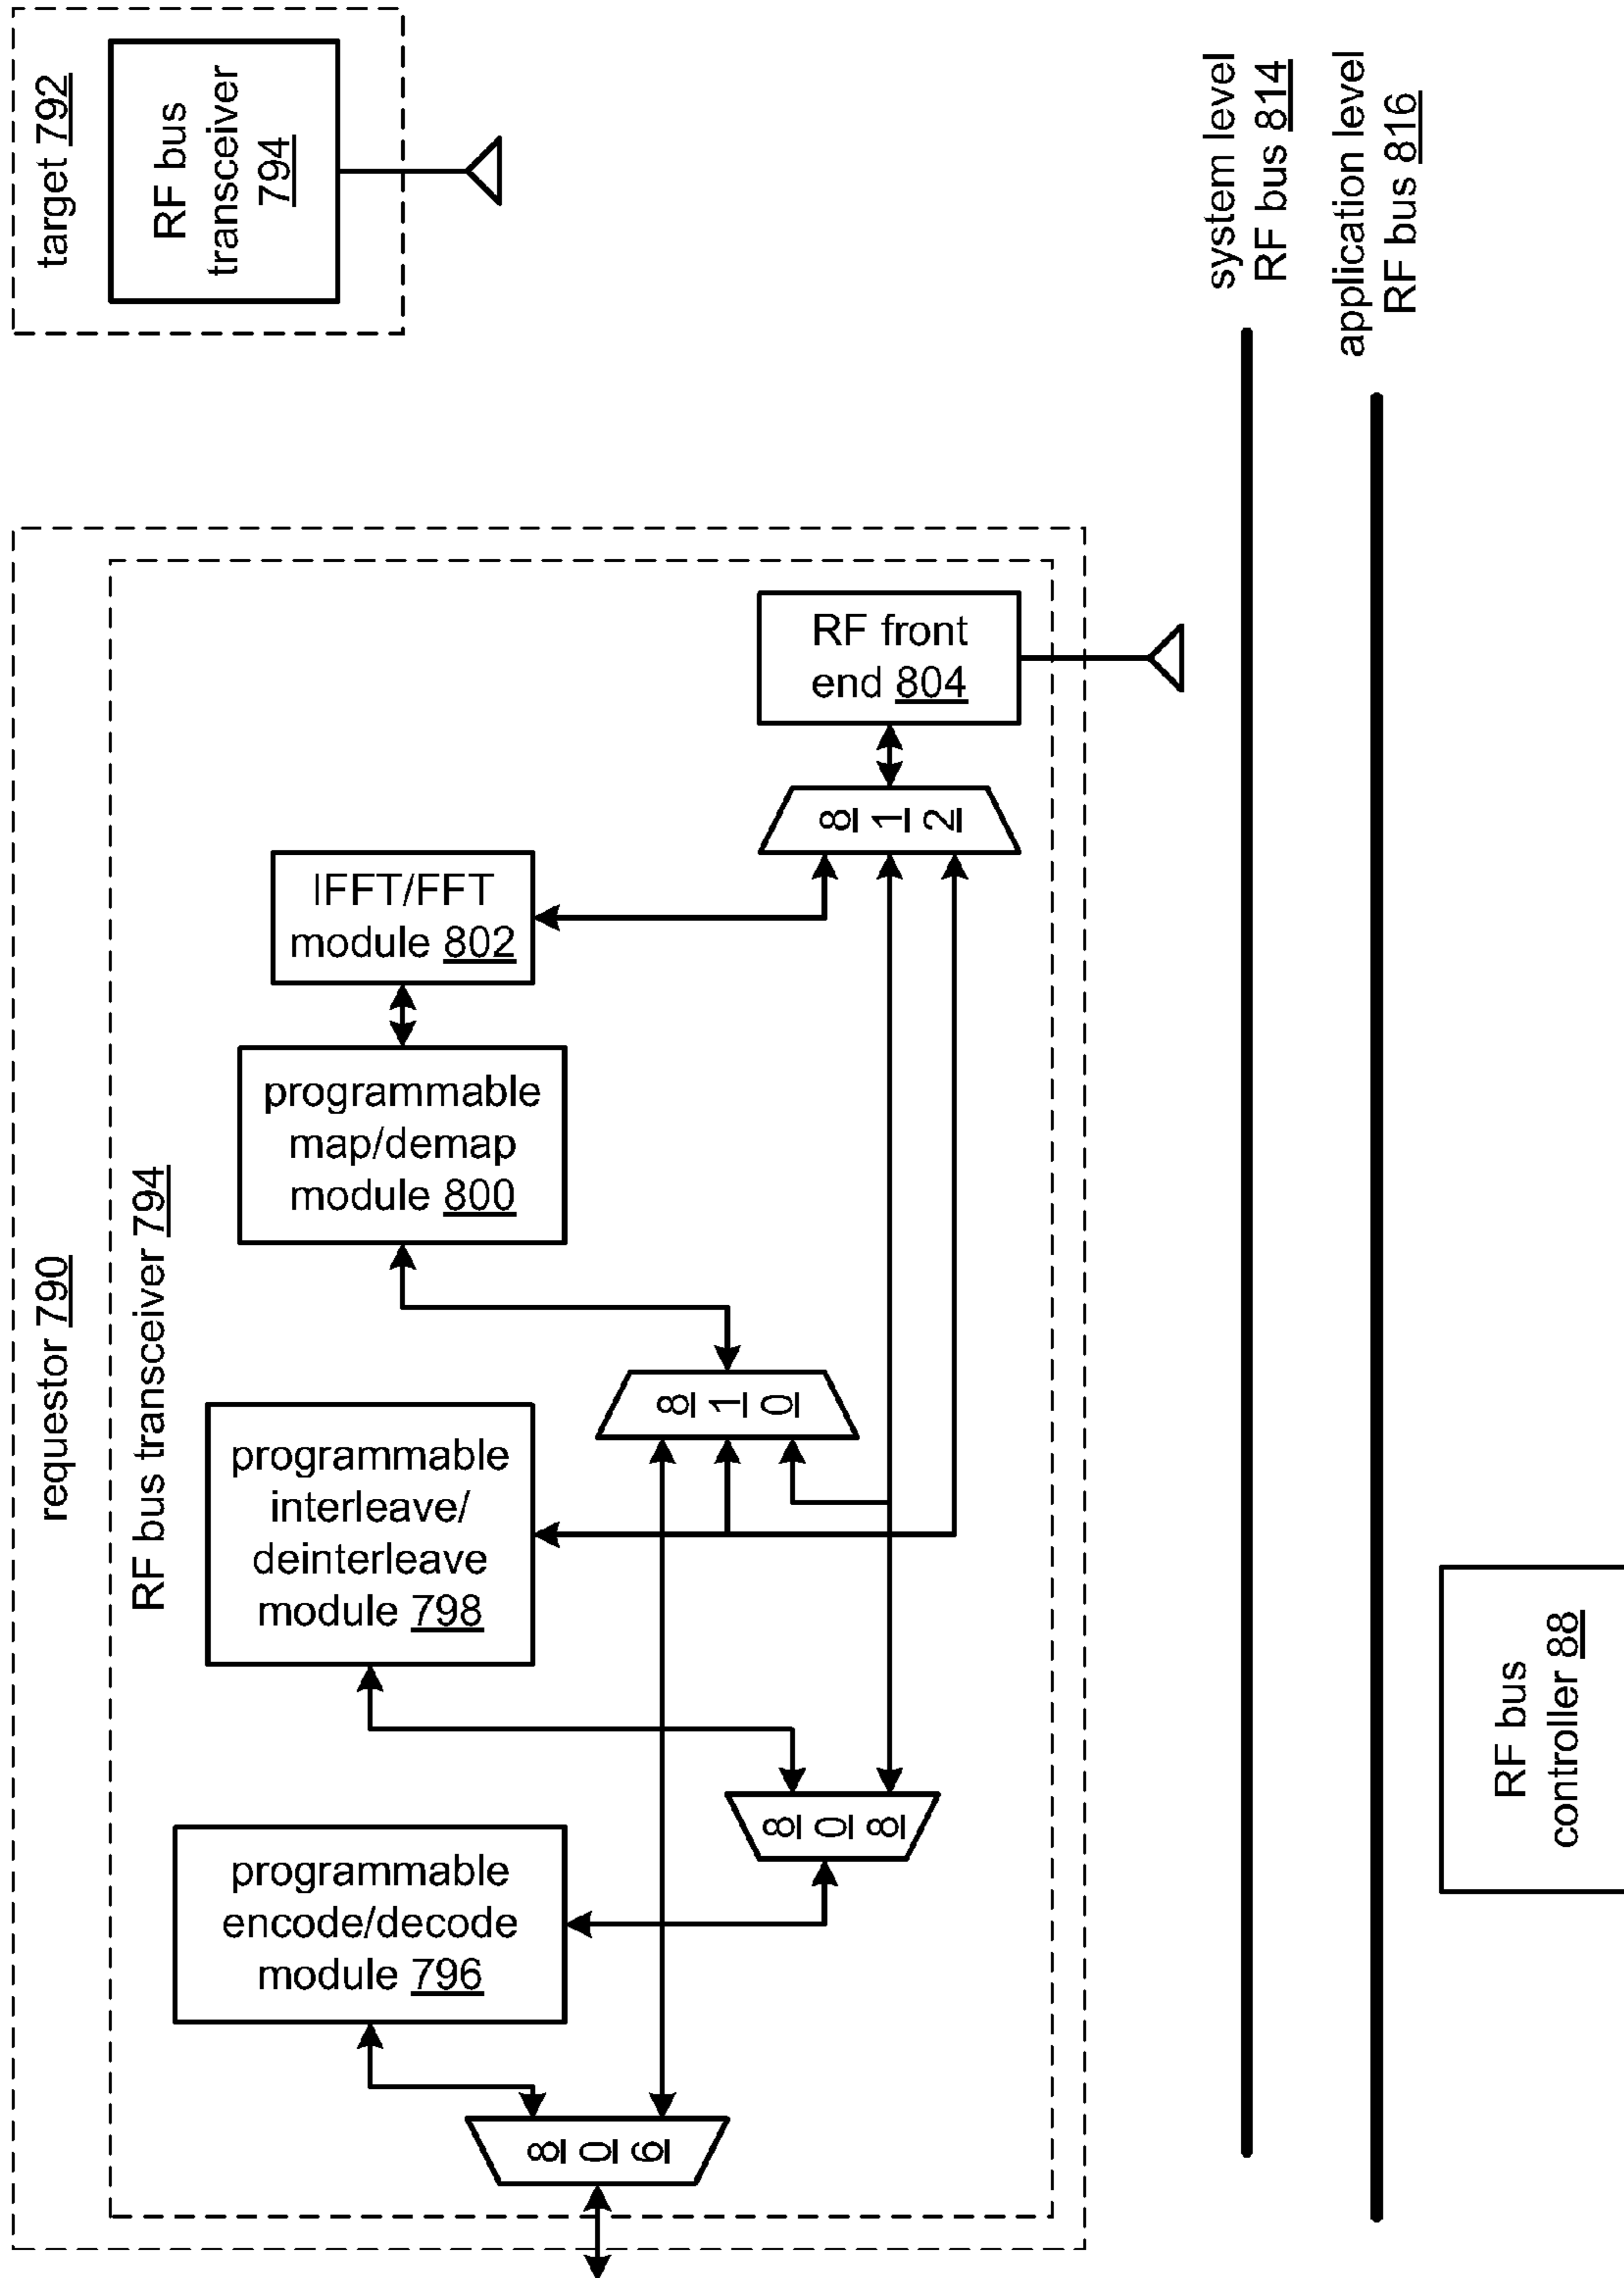 requestor 790
RF bus transceiver 794
programmable
encode/decode
module 796
programmable
interleave/
deinterleave
module 798
programmable
map/demap
module 800
IFFT/FFT
module 802
RF front
end 804
806
808
810
812
target 792
RF bus
transceiver
794
system level
RF bus 814
application level
RF bus 816
RF bus
controller 88